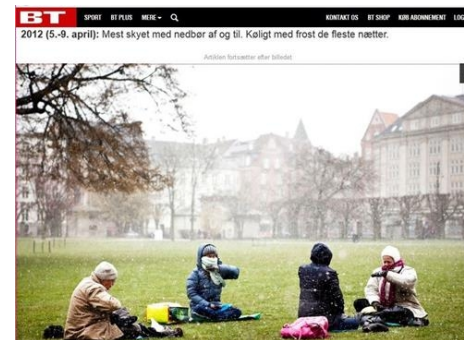 BT SPORT BT PLUS MERE KONTAKT OS BT SHOP KØB ABONNEMENT LOG
2012 (5.-9. april): Mest skyet med nedbør af og til. Køligt med frost de fleste nætter.
Artiklen fortsætter efter billedet